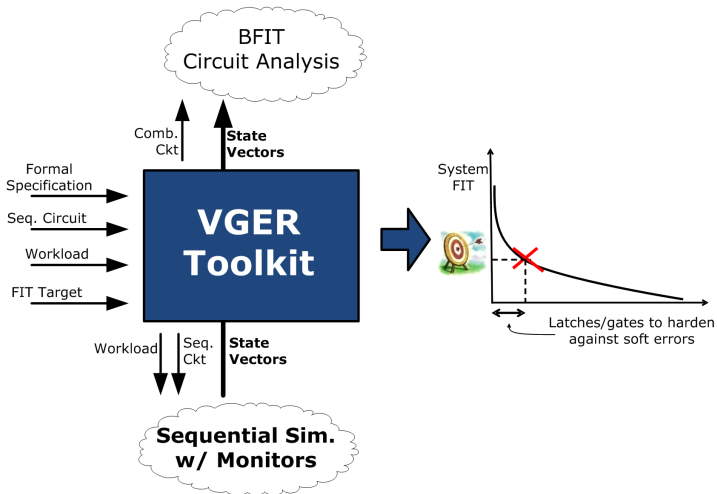 BFIT
Circuit Analysis
Comb.
Ckt
State
Vectors
Formal
Specification
Seq. Circuit
Workload
FIT Target
VGER
Toolkit
System
FIT
Latches/gates to harden
against soft errors
Workload
Seq.
Ckt
State
Vectors
Sequential Sim.
w/ Monitors